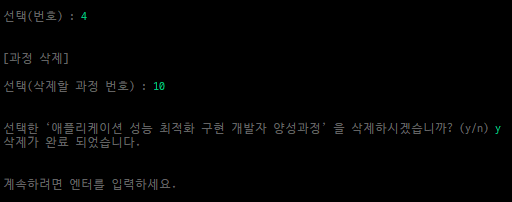 선택(번호) : 4
[과정 삭제]
선택(삭제할 과정 번호) : 10
선택한 ‘애플리케이션 성능 최적화 구현 개발자 양성과정’ 을 삭제하시겠습니까? (y/n) y
삭제가 완료 되었습니다.
계속하려면 엔터를 입력하세요.